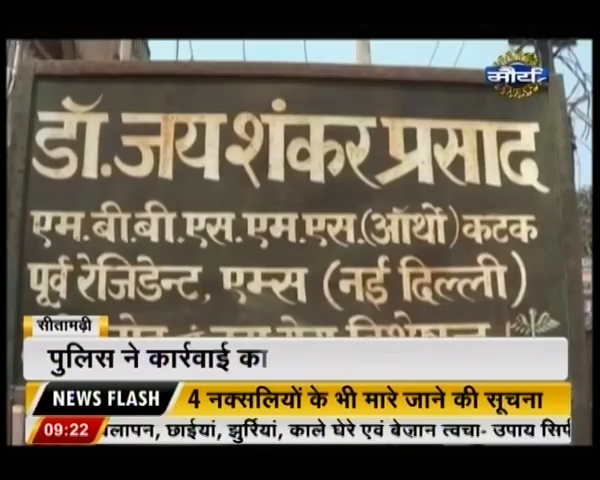 मौर्य
डॉ.जयशंकर प्रसाद
एम.बी.बी.एस.एम.एस.(ऑर्थो) कटक
पूर्व रेजिडेन्ट, एम्स (नई दिल्ली)
सीतामढ़ी
पुलिस ने कार्रवाई का
NEWS FLASH
4 नक्सलियों के भी मारे जाने की सूचना
09:22
छाईयां, झुर्रियां, काले घेरे एवं बेजान त्वचा- उपाय सिर्फ